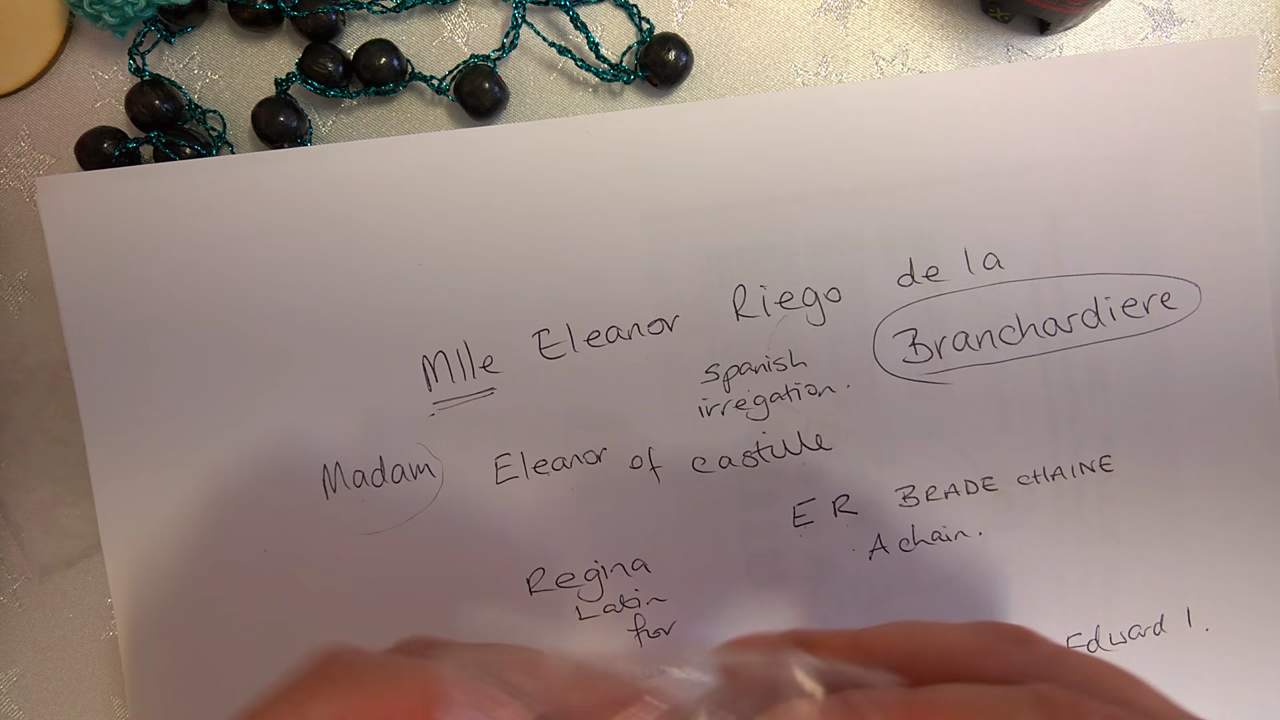 Mlle Eleanor Riego de la
Branchardiere
Spanish
irregation.
Madam Eleanor of castille
ER BRADE CHAINE
A chain.
Regina
Latin
for
Edward 1.